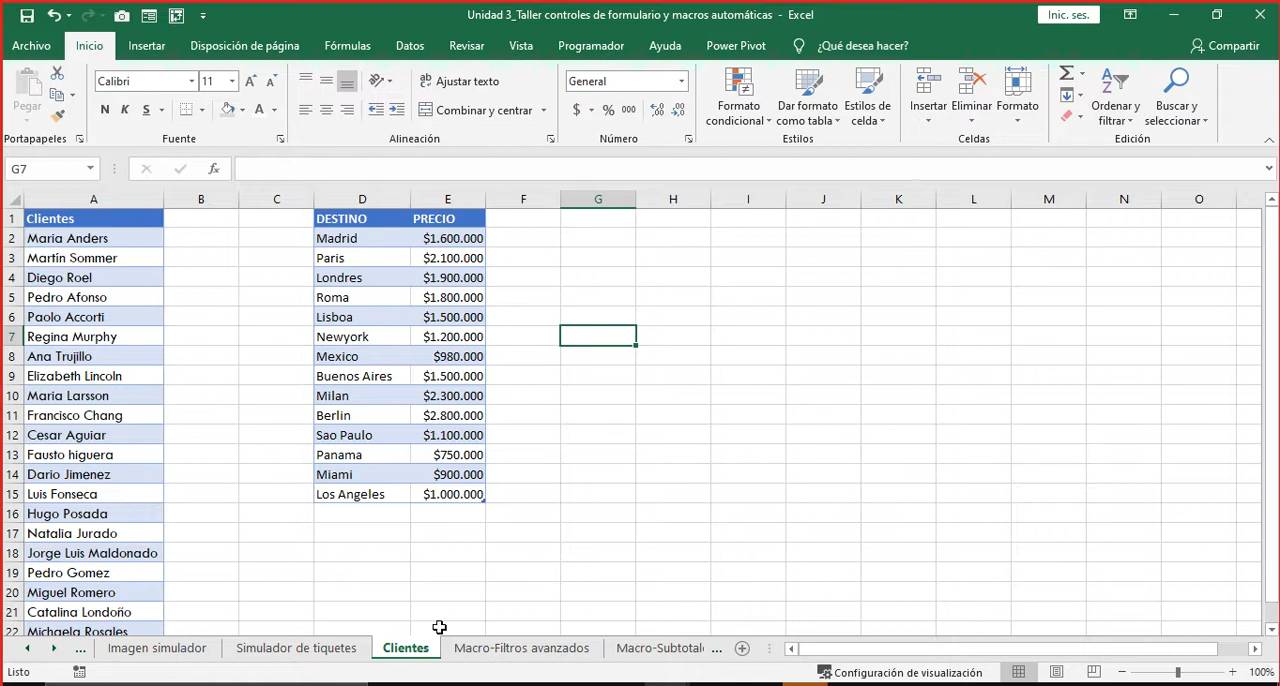 Unidad 3_Taller controles de formulario y macros automáticas - Excel
Inic. ses.
Archivo Inicio Insertar Disposición de página Fórmulas Datos Revisar Vista Programador Ayuda Power Pivot ¿Qué desea hacer? Compartir
Pegar
Portapapeles
Calibri 11
N K S
A
Fuente
Ajustar texto
Combinar y centrar
Alineación
General
$ % 000
Número
Formato condicional
Dar formato como tabla
Estilos de celda
Estilos
Insertar Eliminar Formato
Celdas
Ordenar y filtrar
Buscar y seleccionar
Edición
G7 fx
A B C D E F G H I J K L M N O
1 Clientes DESTINO PRECIO
2 Maria Anders Madrid $1.600.000
3 Martín Sommer Paris $2.100.000
4 Diego Roel Londres $1.900.000
5 Pedro Afonso Roma $1.800.000
6 Paolo Accorti Lisboa $1.500.000
7 Regina Murphy Newyork $1.200.000
8 Ana Trujillo Mexico $980.000
9 Elizabeth Lincoln Buenos Aires $1.500.000
10 Maria Larsson Milan $2.300.000
11 Francisco Chang Berlin $2.800.000
12 Cesar Aguiar Sao Paulo $1.100.000
13 Fausto higuera Panama $750.000
14 Dario Jimenez Miami $900.000
15 Luis Fonseca Los Angeles $1.000.000
16 Hugo Posada
17 Natalia Jurado
18 Jorge Luis Maldonado
19 Pedro Gomez
20 Miguel Romero
21 Catalina Londoño
22 Michaela Rosales
... Imagen simulador Simulador de tiquetes Clientes Macro-Filtros avanzados Macro-Subtotale ...
Listo Configuración de visualización 100%